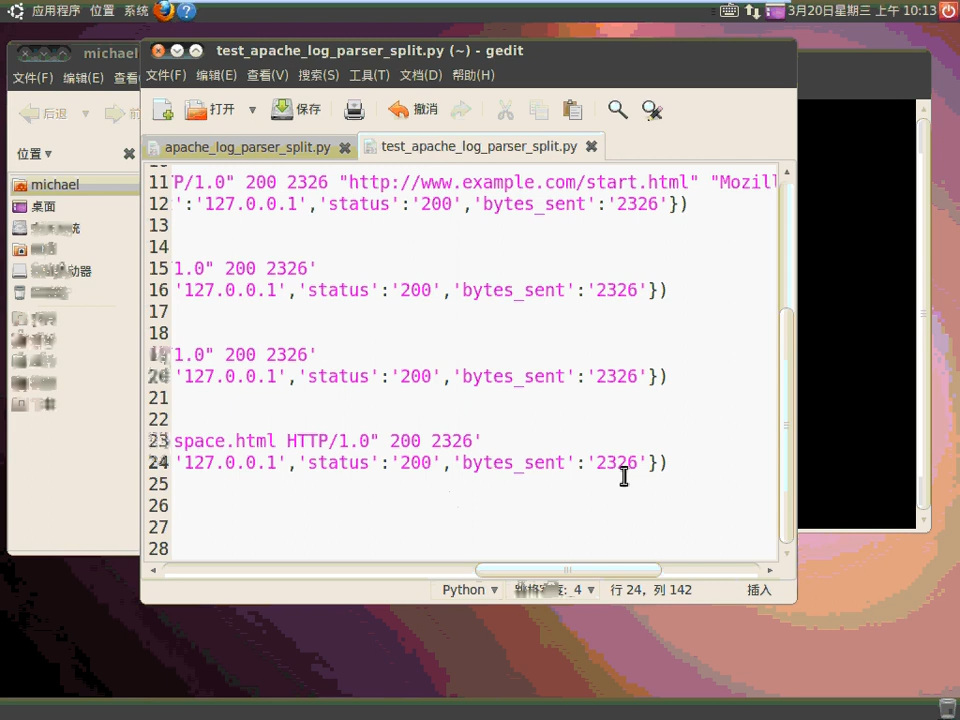 应用程序 位置 系统
3月20日星期三 上午 10:13
michael
test_apache_log_parser_split.py (~) - gedit
文件(F) 编辑(E) 查看
文件(F) 编辑(E) 查看(V) 搜索(S) 工具(T) 文档(D) 帮助(H)
后退 前
打开 保存 撤消
位置
apache_log_parser_split.py
test_apache_log_parser_split.py
michael
桌面
11 P/1.0" 200 2326 "http://www.example.com/start.html" "Mozill
12 ':'127.0.0.1','status':'200','bytes_sent':'2326'})
13
14
15 1.0" 200 2326'
16 '127.0.0.1','status':'200','bytes_sent':'2326'})
17
18
19 1.0" 200 2326'
20 '127.0.0.1','status':'200','bytes_sent':'2326'})
21
22
23 space.html HTTP/1.0" 200 2326'
24 '127.0.0.1','status':'200','bytes_sent':'2326'})
25
26
27
28
Python 4 行 24, 列 142 插入